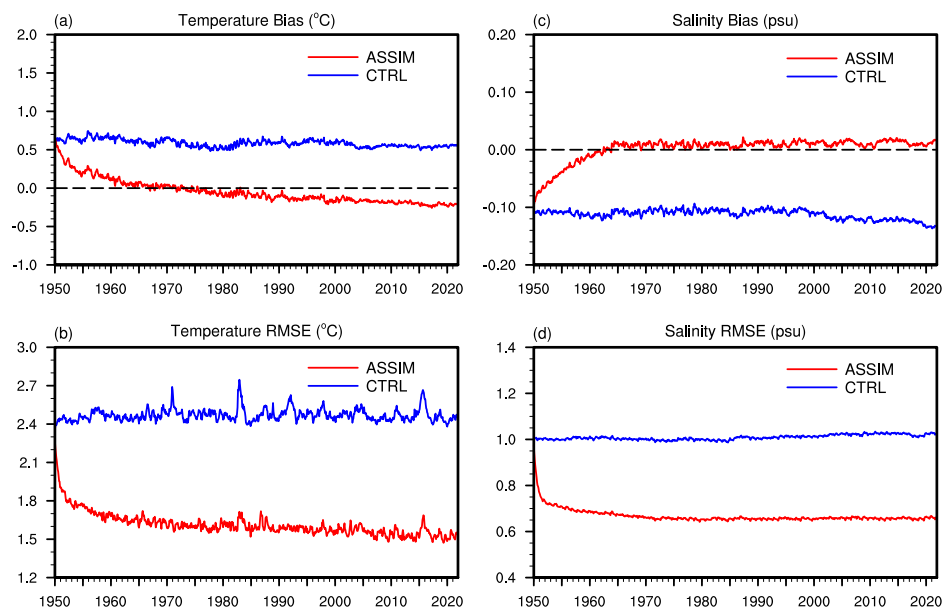 (a) Temperature Bias (°C)
2.0
1.5
1.0
0.5
0.0
-0.5
-1.0
ASSIM
CTRL
1950 1960 1970 1980 1990 2000 2010 2020
(c) Salinity Bias (psu)
0.20
0.10
0.00
-0.10
-0.20
ASSIM
CTRL
1950 1960 1970 1980 1990 2000 2010 2020
(b) Temperature RMSE (°C)
3.0
2.7
2.4
2.1
1.8
1.5
1.2
ASSIM
CTRL
1950 1960 1970 1980 1990 2000 2010 2020
(d) Salinity RMSE (psu)
1.4
1.2
1.0
0.8
0.6
0.4
ASSIM
CTRL
1950 1960 1970 1980 1990 2000 2010 2020